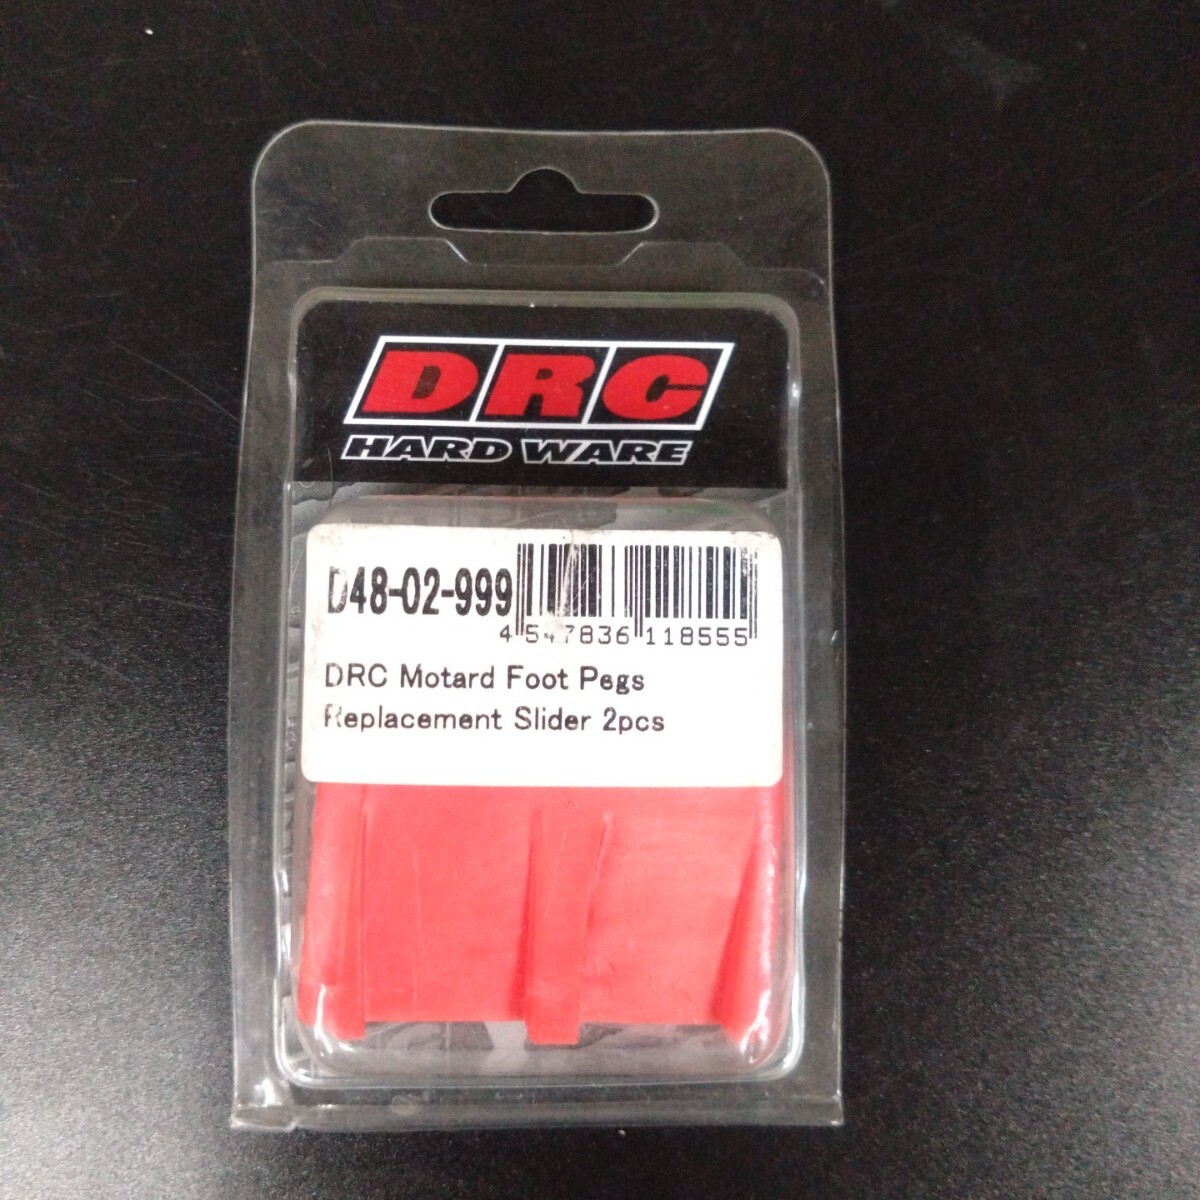 DRC
HARD WARE
D48-02-999
4 547836 118555
DRC Motard Foot Pegs
Replacement Slider 2pcs